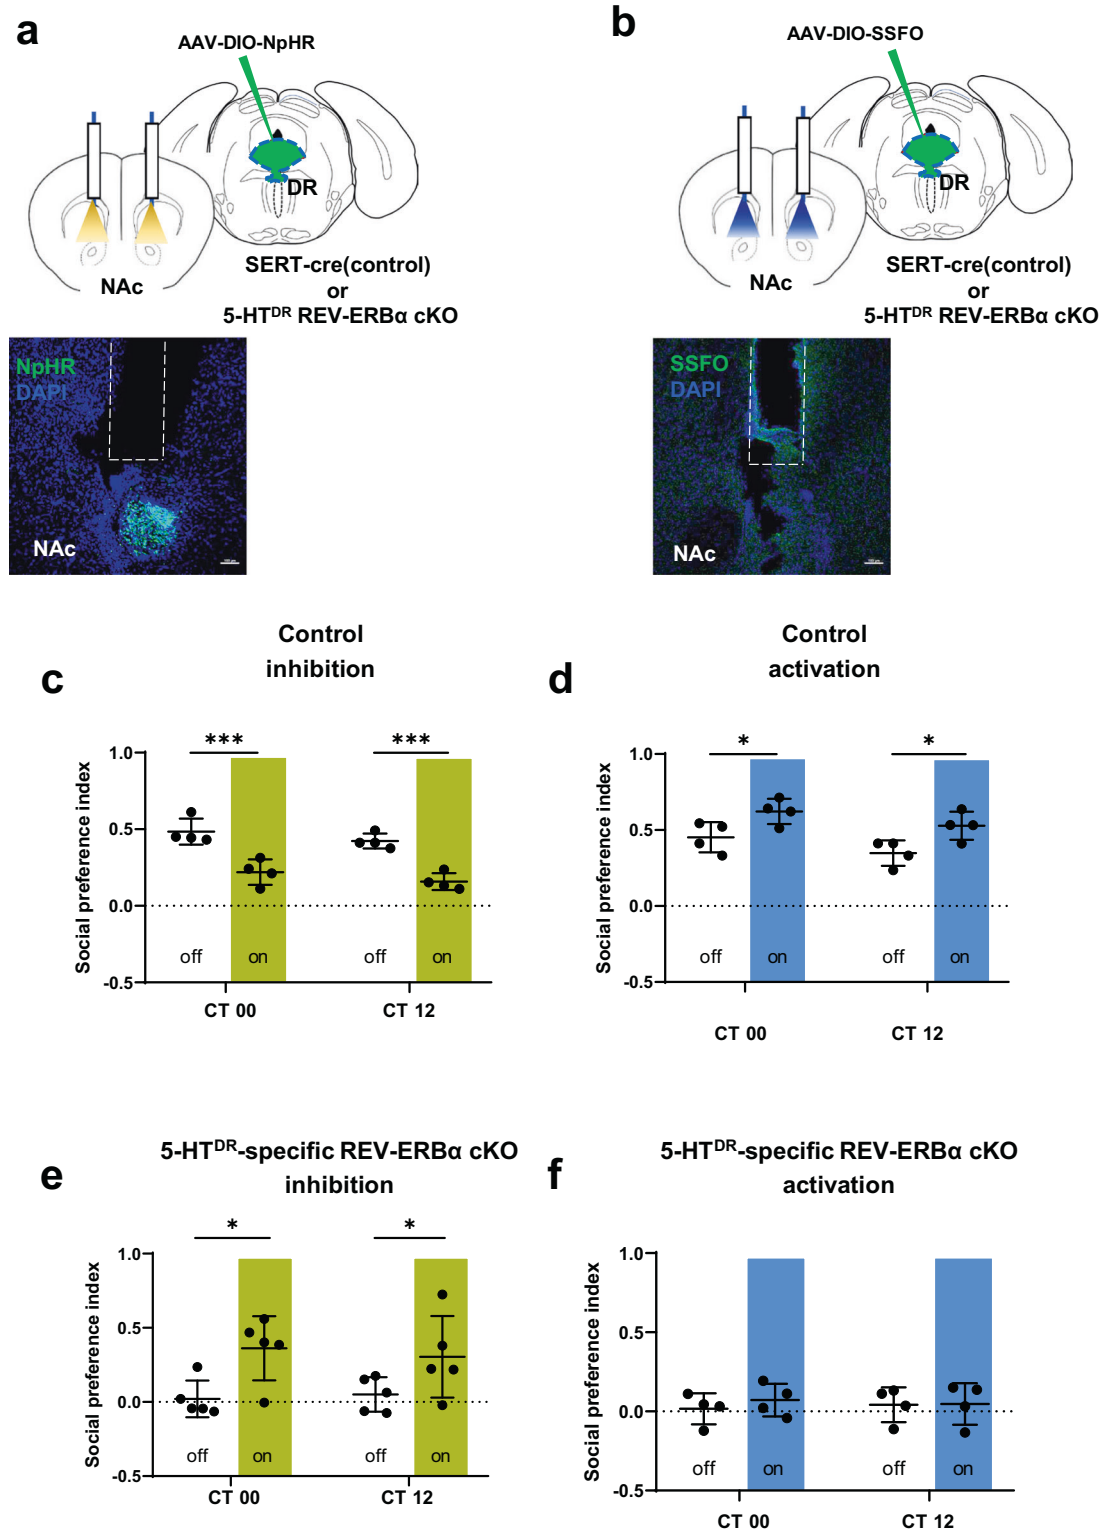 a
AAV-DIO-NpHR
DR
NAc
SERT-cre(control)
or
5-HTDR REV-ERBα cKO
NpHR
DAPI
NAc
b
AAV-DIO-SSFO
DR
NAc
SERT-cre(control)
or
5-HTDR REV-ERBα cKO
SSFO
DAPI
NAc
c
Control
inhibition
Social preference index
1.0
0.5
0.0
-0.5
***
***
off
on
off
on
CT 00
CT 12
d
Control
activation
Social preference index
1.0
0.5
0.0
-0.5
*
*
off
on
off
on
CT 00
CT 12
e
5-HTDR-specific REV-ERBα cKO
inhibition
Social preference index
1.0
0.5
0.0
-0.5
*
*
off
on
off
on
CT 00
CT 12
f
5-HTDR-specific REV-ERBα cKO
activation
Social preference index
1.0
0.5
0.0
-0.5
off
on
off
on
CT 00
CT 12